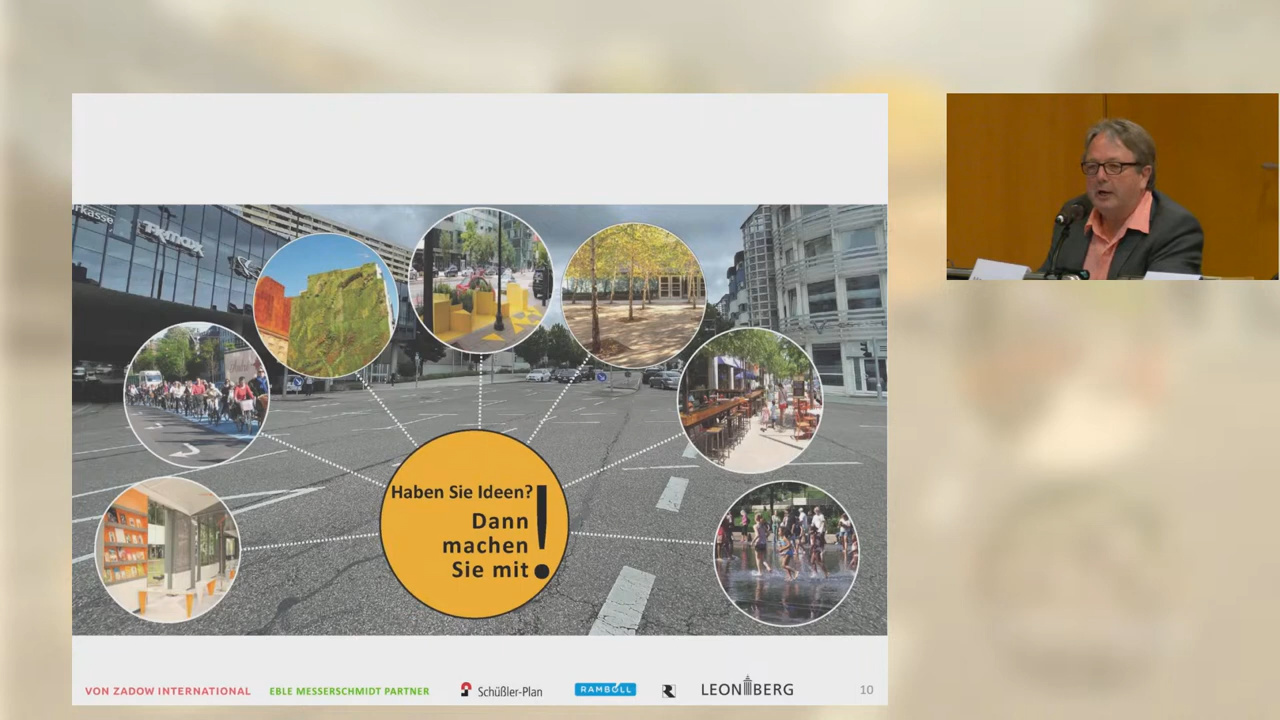 TK maxx
Haben Sie Ideen?
Dann
machen
Sie mit
!
VON ZADOW INTERNATIONAL
EBLE MESSERSCHMIDT PARTNER
Schüßler-Plan
RAMBOLL
R
LEONBERG
10